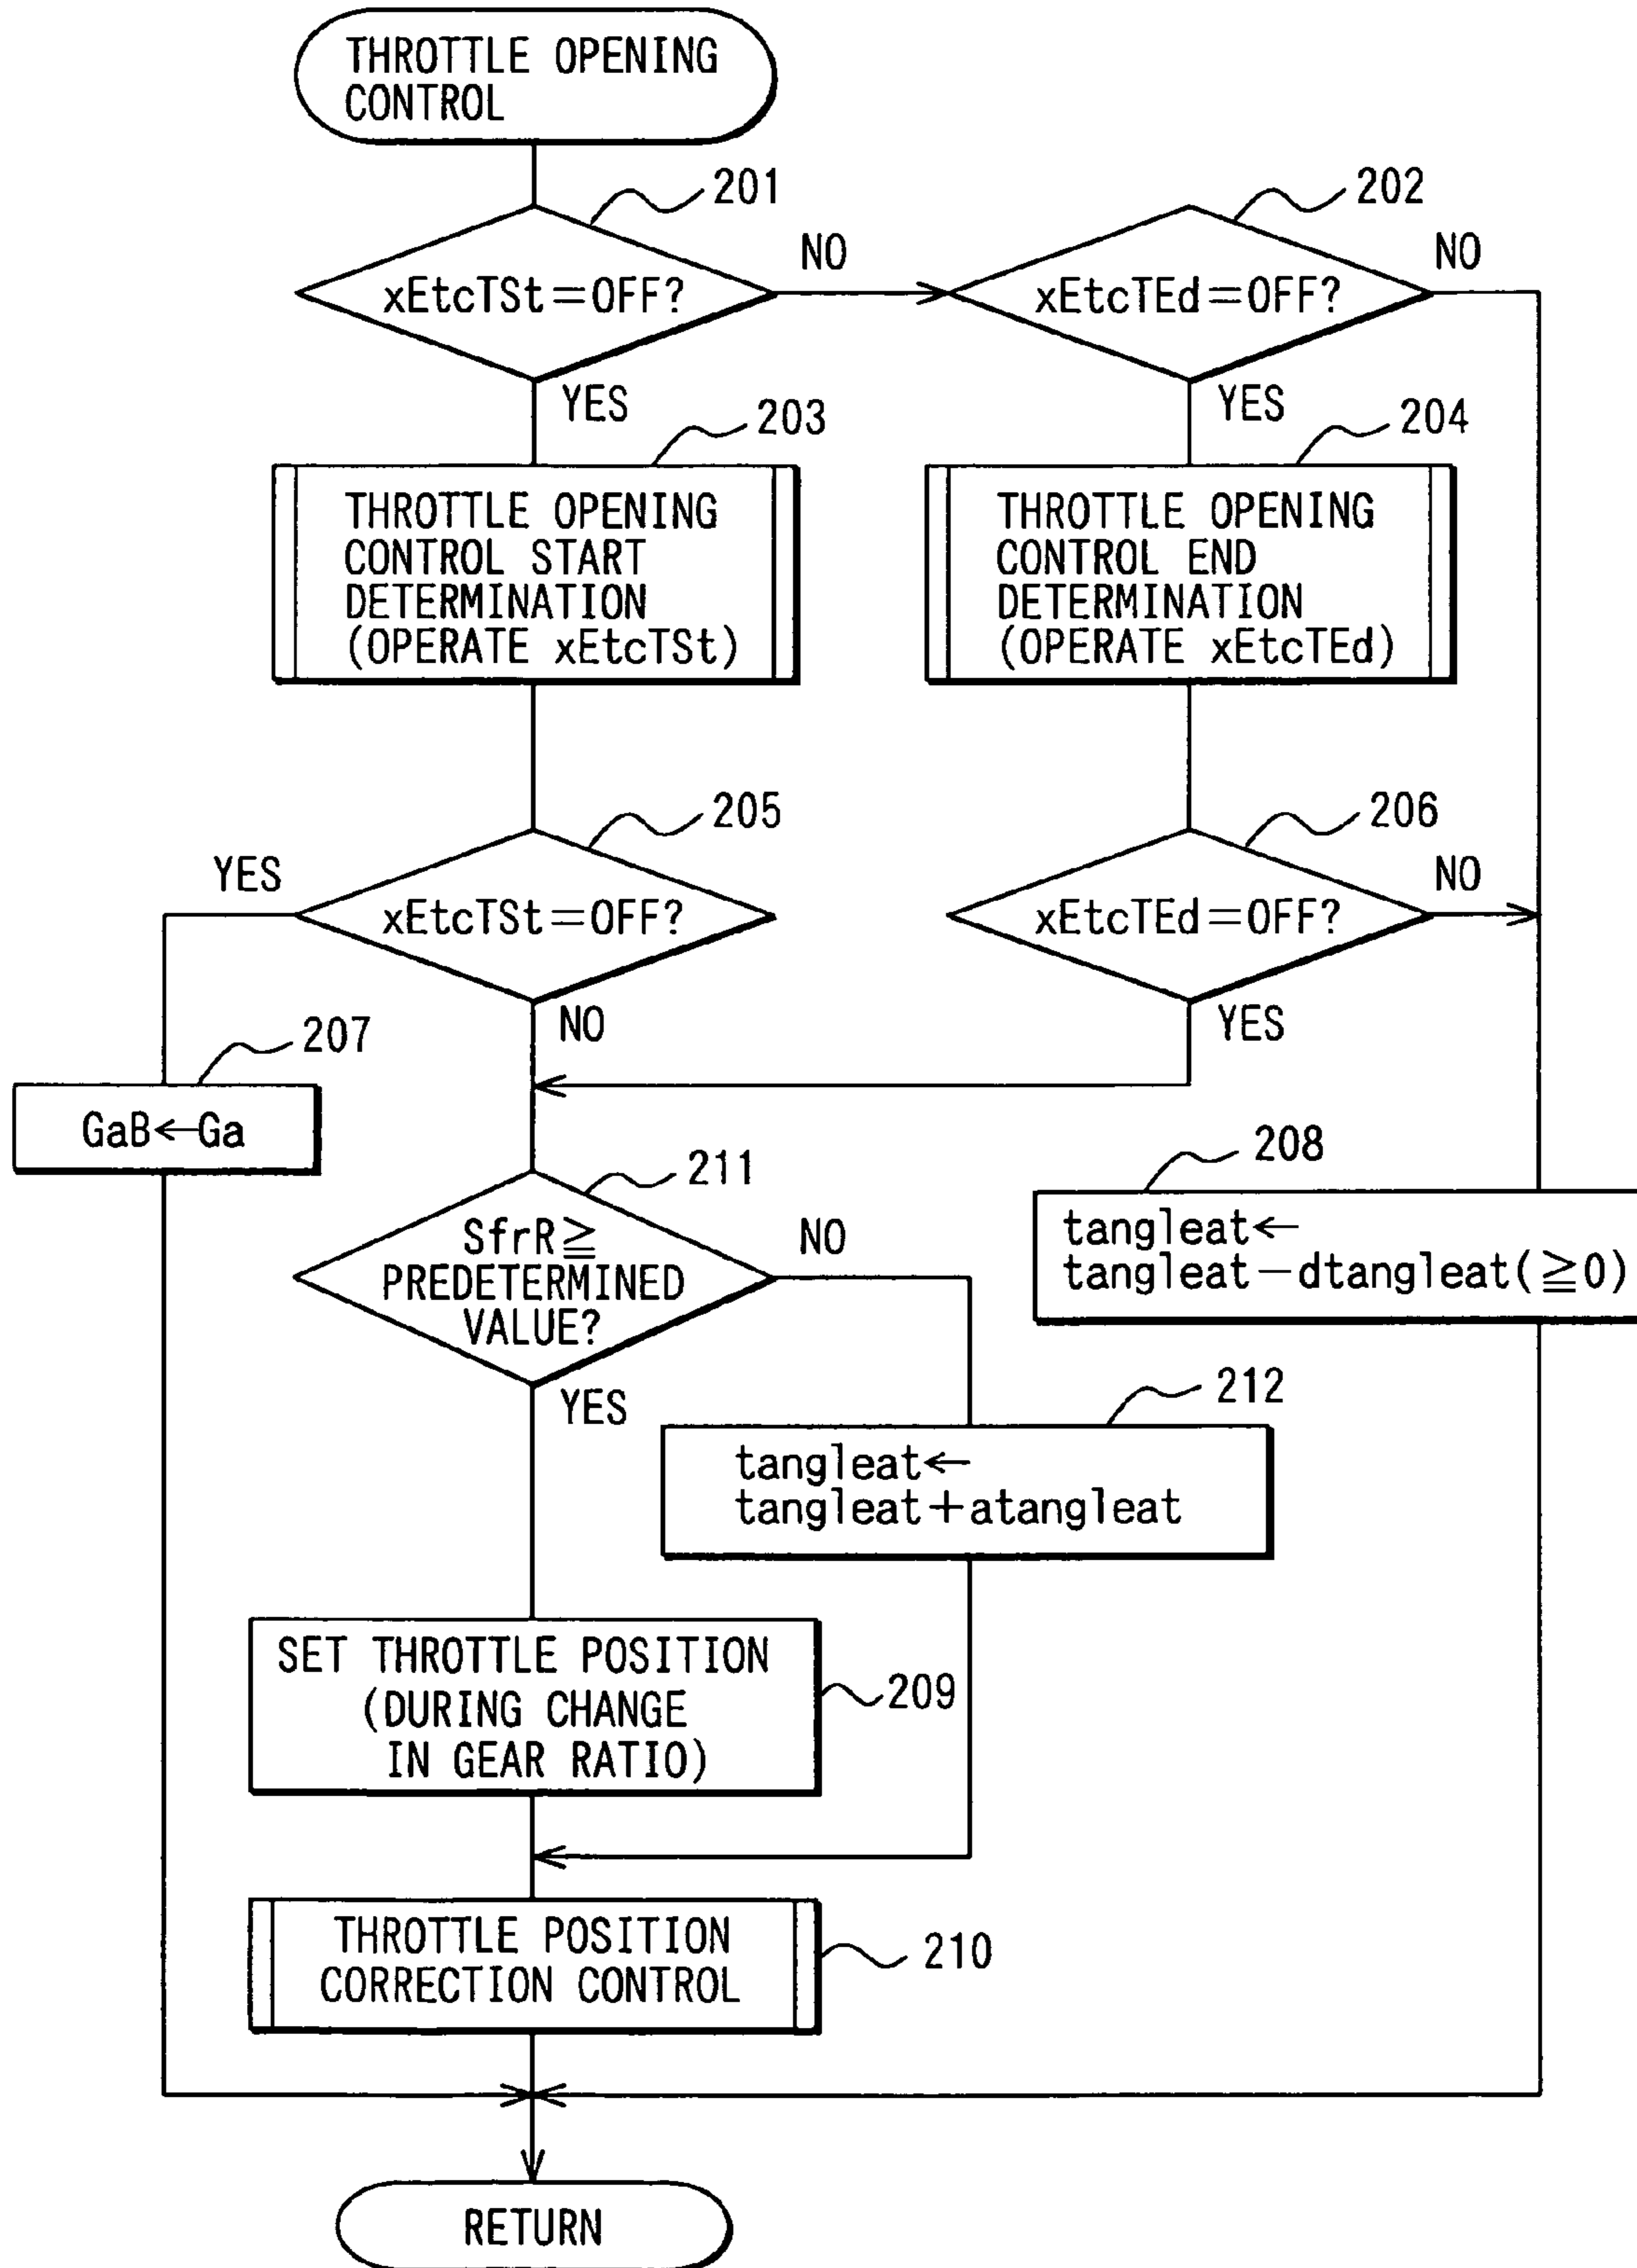 THROTTLE OPENING
CONTROL
201
202
xEtcTSt=OFF?
NO
xEtcTEd=OFF?
NO
YES
YES
203
204
THROTTLE OPENING
CONTROL START
DETERMINATION
(OPERATE xEtcTSt)
THROTTLE OPENING
CONTROL END
DETERMINATION
(OPERATE xEtcTEd)
205
206
YES
xEtcTSt=OFF?
xEtcTEd=OFF?
NO
NO
YES
207
GaB←Ga
211
208
SfrR≧
PREDETERMINED
VALUE?
NO
tangleat←
tangleat−dtangleat(≧0)
YES
212
tangleat←
tangleat+atangleat
SET THROTTLE POSITION
(DURING CHANGE
IN GEAR RATIO)
209
THROTTLE POSITION
CORRECTION CONTROL
210
RETURN